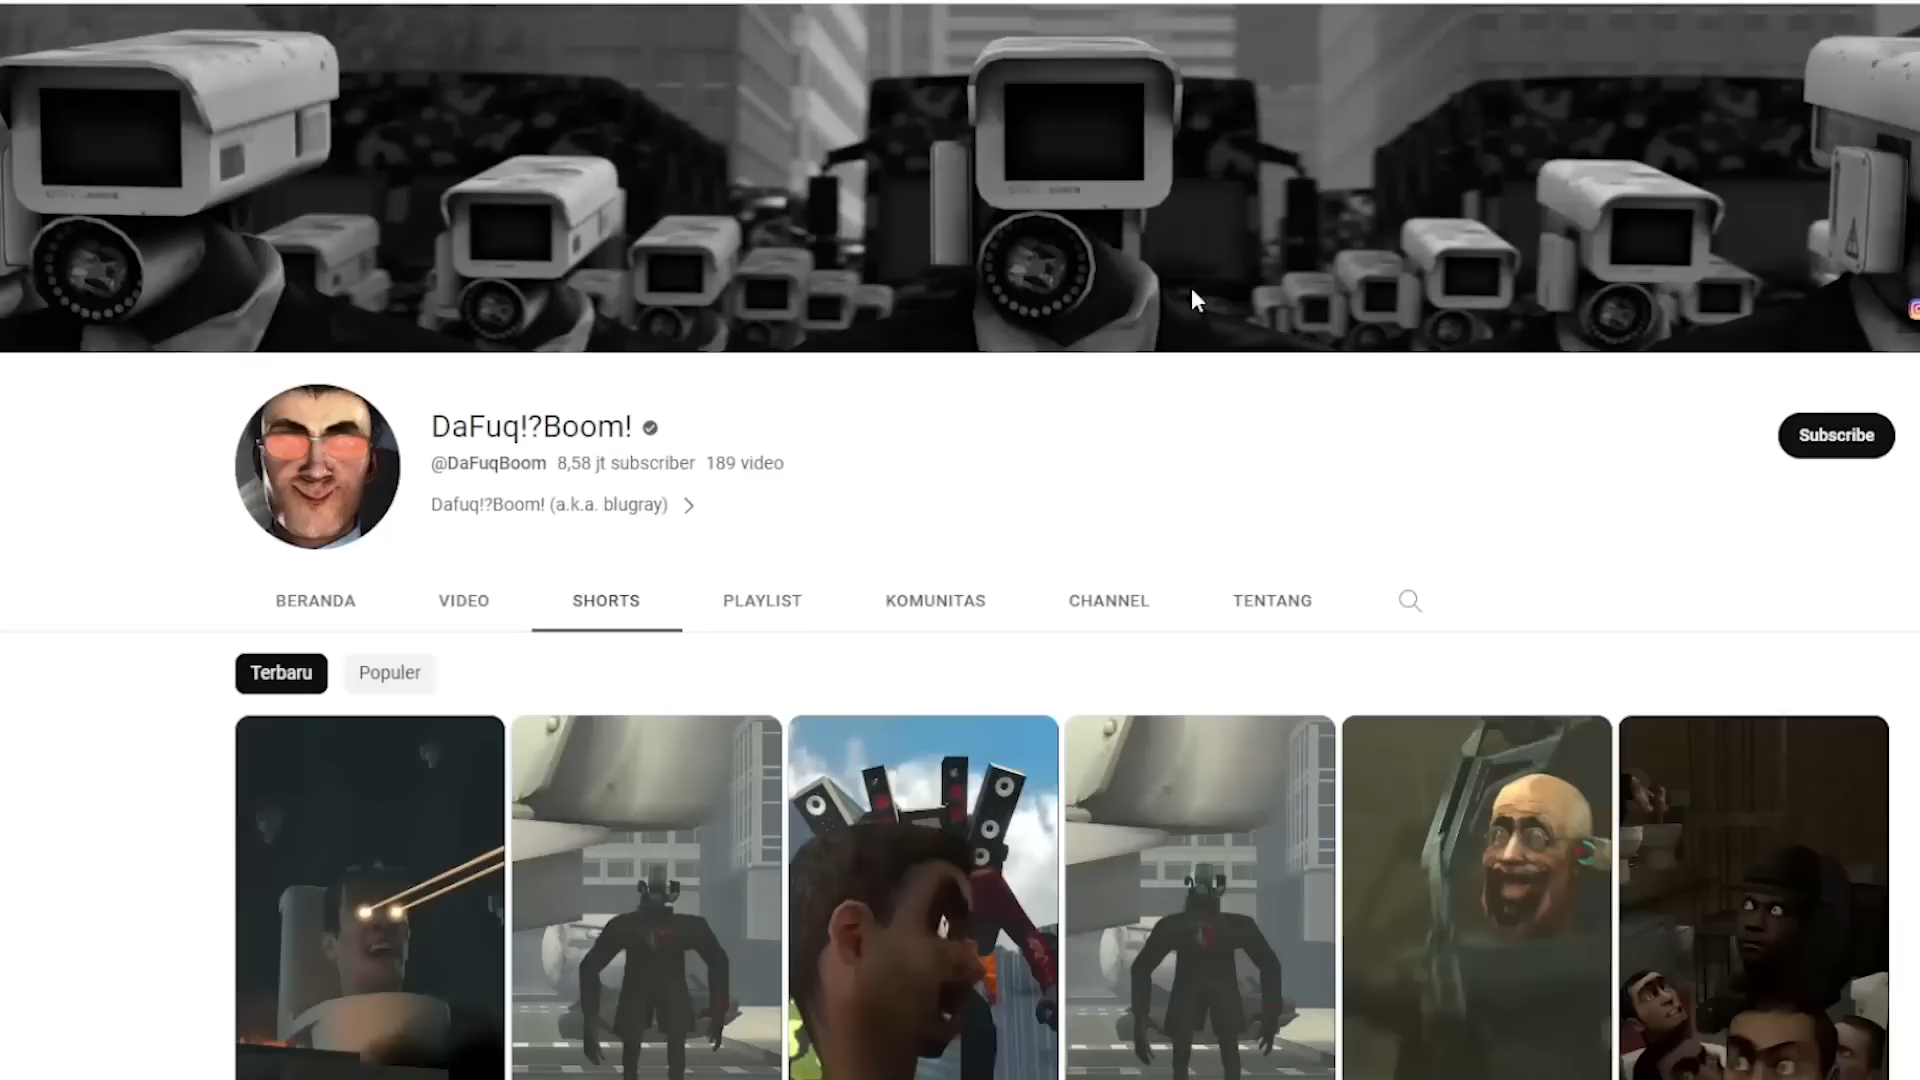 DaFuq!?Boom!
Subscribe
@DaFuqBoom 8,58 jt subscriber 189 video
Dafuq!?Boom! (a.k.a. blugray)
BERANDA VIDEO SHORTS PLAYLIST KOMUNITAS CHANNEL TENTANG
Terbaru Populer